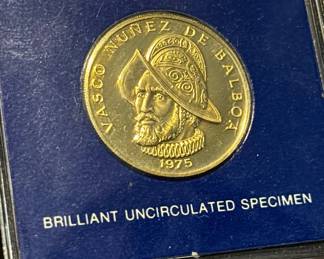 VASCO NUÑEZ DE BALBOA
1975
BRILLIANT UNCIRCULATED SPECIMEN